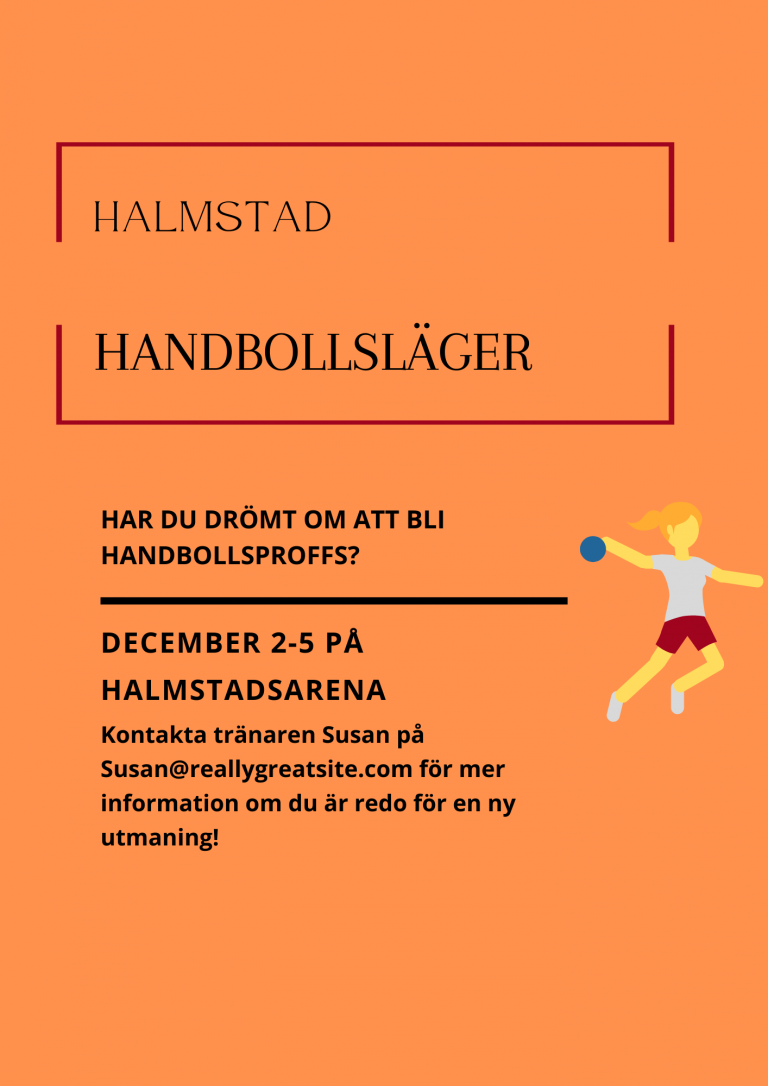 HALMSTAD
HANDBOLLSLÄGER
HAR DU DRÖMT OM ATT BLI
HANDBOLLSPROFFS?
DECEMBER 2-5 PÅ
HALMSTADSARENA
Kontakta tränaren Susan på
Susan@reallygreatsite.com för mer
information om du är redo för en ny
utmaning!